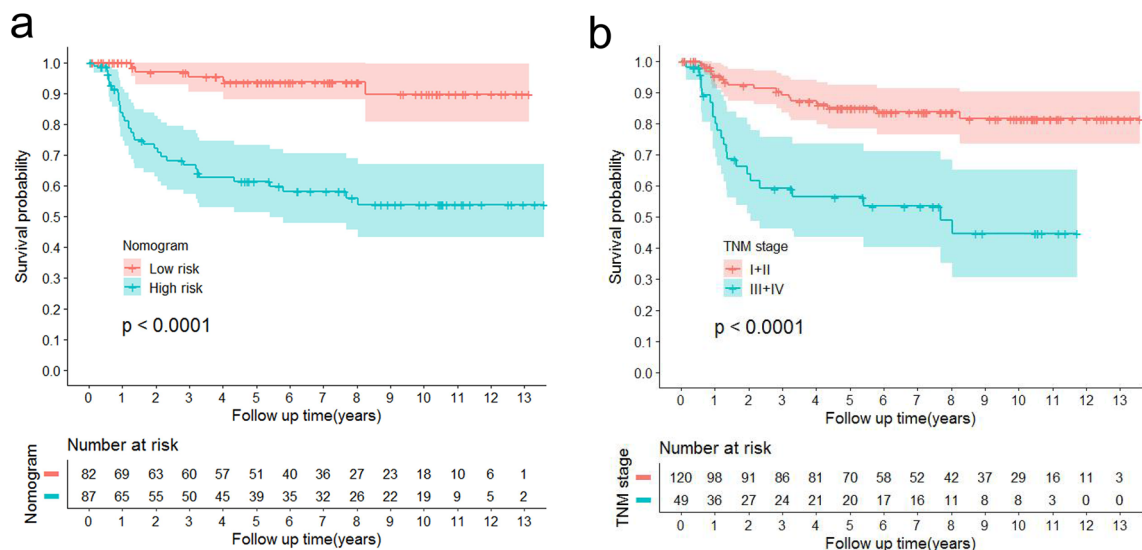 a
1.0
0.9
0.8
0.7
0.6
0.5
0.4
0.3
0.2
0.1
0.0
Survival probability
Nomogram
Low risk
High risk
p < 0.0001
0 1 2 3 4 5 6 7 8 9 10 11 12 13
Follow up time(years)
Number at risk
Nomogram
82 69 63 60 57 51 40 36 27 23 18 10 6 1
87 65 55 50 45 39 35 32 26 22 19 9 5 2
0 1 2 3 4 5 6 7 8 9 10 11 12 13
Follow up time(years)
b
1.0
0.9
0.8
0.7
0.6
0.5
0.4
0.3
0.2
0.1
0.0
Survival probability
TNM stage
I+II
III+IV
p < 0.0001
0 1 2 3 4 5 6 7 8 9 10 11 12 13
Follow up time(years)
Number at risk
TNM stage
120 98 91 86 81 70 58 52 42 37 29 16 11 3
49 36 27 24 21 20 17 16 11 8 8 3 0 0
0 1 2 3 4 5 6 7 8 9 10 11 12 13
Follow up time(years)